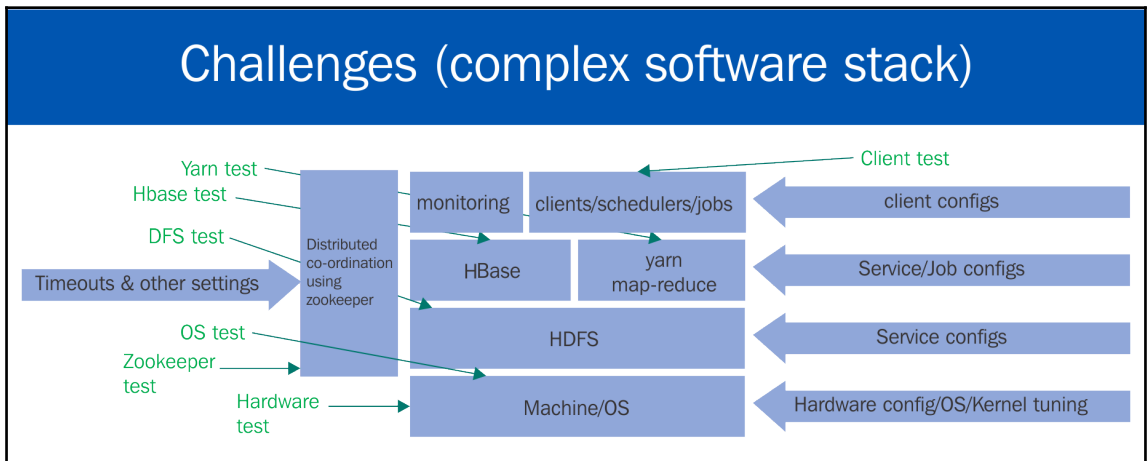 Challenges (complex software stack)
Yarn test
Client test
Hbase test
monitoring
clients/schedulers/jobs
client configs
DFS test
Distributed
co-ordination
using
zookeeper
HBase
yarn
map-reduce
Service/Job configs
Timeouts & other settings
OS test
HDFS
Service configs
Zookeeper
test
Hardware
test
Machine/OS
Hardware config/OS/Kernel tuning